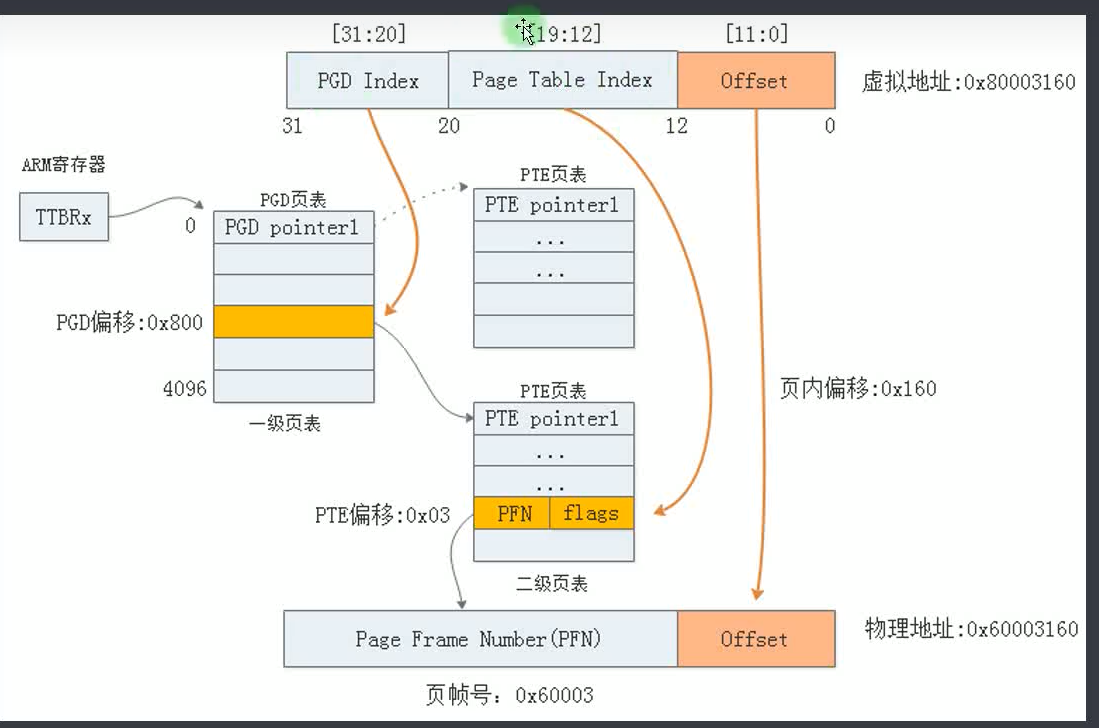 [31:20] [19:12] [11:0]
PGD Index Page Table Index Offset 虚拟地址:0x80003160
31 20 12 0
ARM寄存器
TTBRx
PGD页表
0 PGD pointer1
PGD偏移:0x800
4096
一级页表
PTE页表
PTE pointer1
...
...
页内偏移:0x160
PTE页表
PTE pointer1
...
...
PTE偏移:0x03 PFN flags
二级页表
Page Frame Number(PFN) Offset 物理地址:0x60003160
页帧号: 0x60003